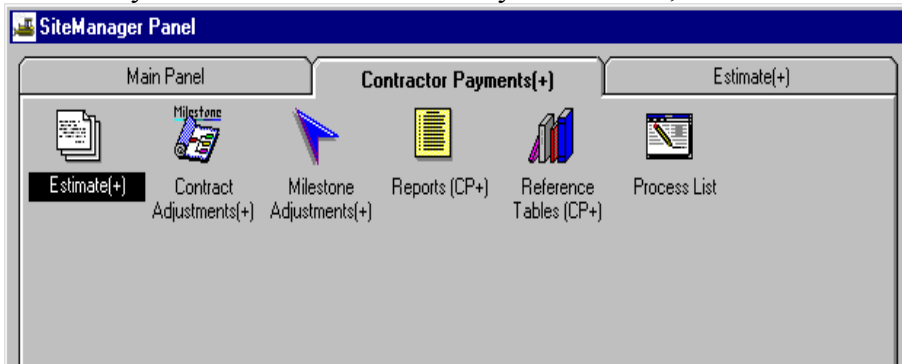 SiteManager Panel
Main Panel
Contractor Payments(+)
Estimate(+)
Milestone
Estimate(+)
Contract
Adjustments(+)
Milestone
Adjustments(+)
Reports (CP+)
Reference
Tables (CP+)
Process List